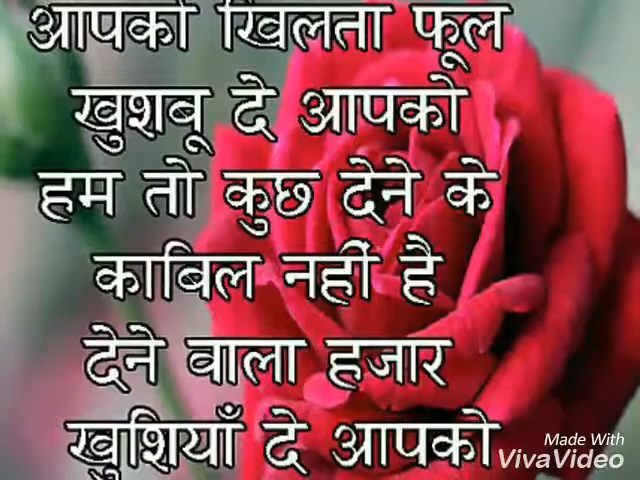 आपको खिलता फूल
खुशबू दे आपको
हम तो कुछ देने के
काबिल नहीं है
देने वाला हजार
खुशियाँ दे आपको
Made With
VivaVideo